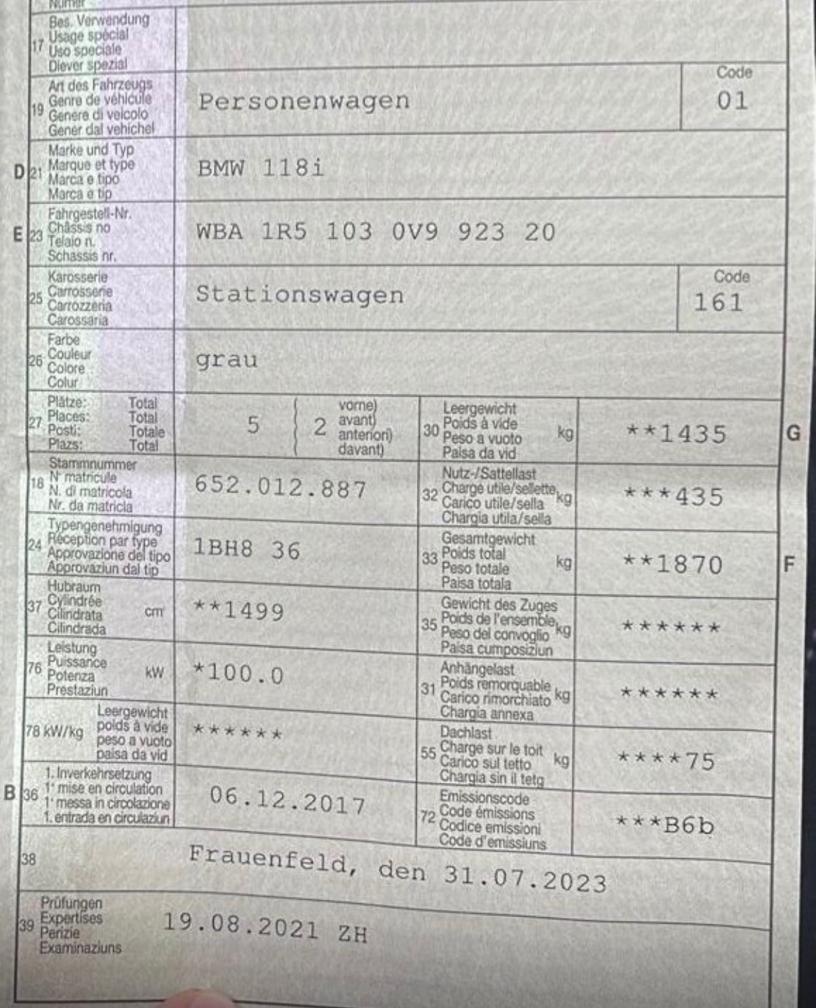 Numer
17 Bes. Verwendung
Usage spécial
Uso speciale
Diever spezial
19 Art des Fahrzeugs
Genre de véhicule
Genere di veicolo
Gener dal vehichel
Personenwagen
Code
01
D 21 Marke und Typ
Marque et type
Marca e tipo
Marca e tip
BMW 118i
E 23 Fahrgestell-Nr.
Châssis no
Telaio n.
Schassis nr.
WBA 1R5 103 0V9 923 20
25 Karosserie
Carrosserie
Carrozzeria
Carossaria
Stationswagen
Code
161
26 Farbe
Couleur
Colore
Colur
grau
27 Plätze: Total
Places: Total
Posti: Totale
Plazs: Total
5 2 vorne)
avant)
anteriori)
davant)
30 Leergewicht
Poids à vide
Peso a vuoto
Paisa da vid
kg **1435 G
18 Stammnummer
N° matricule
N. di matricola
Nr. da matricla
652.012.887
32 Nutz-/Sattellast
Charge utile/sellette
Carico utile/sella
Chargia utila/sella
kg ***435
24 Typengenehmigung
Réception par type
Approvazione del tipo
Approvaziun dal tip
1BH8 36
33 Gesamtgewicht
Poids total
Peso totale
Paisa totala
kg **1870 F
37 Hubraum
Cylindrée
Cilindrata
Cilindrada
cm³ **1499
35 Gewicht des Zuges
Poids de l'ensemble
Peso del convoglio
Paisa cumposiziun
kg ******
76 Leistung
Puissance
Potenza
Prestaziun
kW *100.0
31 Anhängelast
Poids remorquable
Carico rimorchiato
Chargia annexa
kg ******
78 kW/kg Leergewicht
poids à vide
peso a vuoto
paisa da vid
******
55 Dachlast
Charge sur le toit
Carico sul tetto
Chargia sin il tetg
kg ****75
B 36 1. Inverkehrsetzung
1ʳ mise en circulation
1ᵃ messa in circolazione
1. entrada en circulaziun
06.12.2017
72 Emissionscode
Code émissions
Codice emissioni
Code d'emissiuns
***B6b
38 Frauenfeld, den 31.07.2023
39 Prüfungen
Expertises
Perizie
Examinaziuns
19.08.2021 ZH